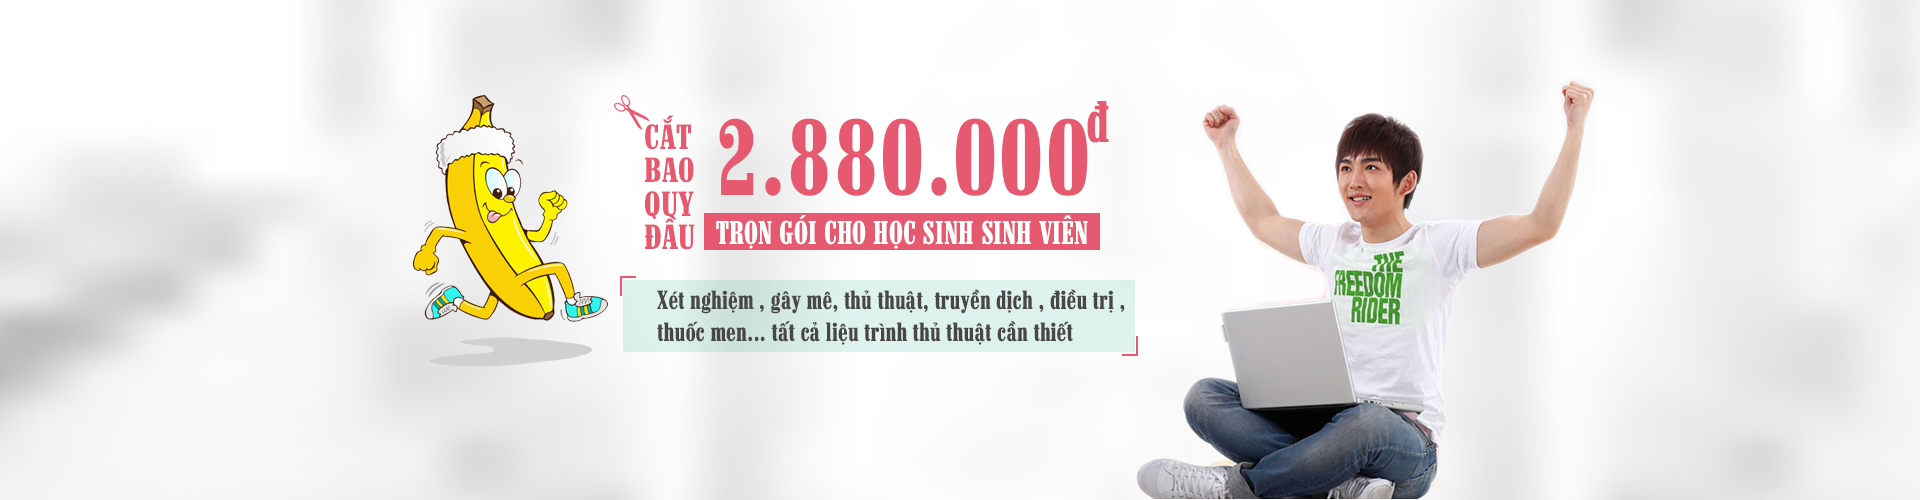 CẮT
BAO
QUY
ĐẦU
2.880.000đ
TRỌN GÓI CHO HỌC SINH SINH VIÊN
Xét nghiệm , gây mê, thủ thuật, truyền dịch , điều trị ,
thuốc men... tất cả liệu trình thủ thuật cần thiết
THE
FREEDOM
RIDER